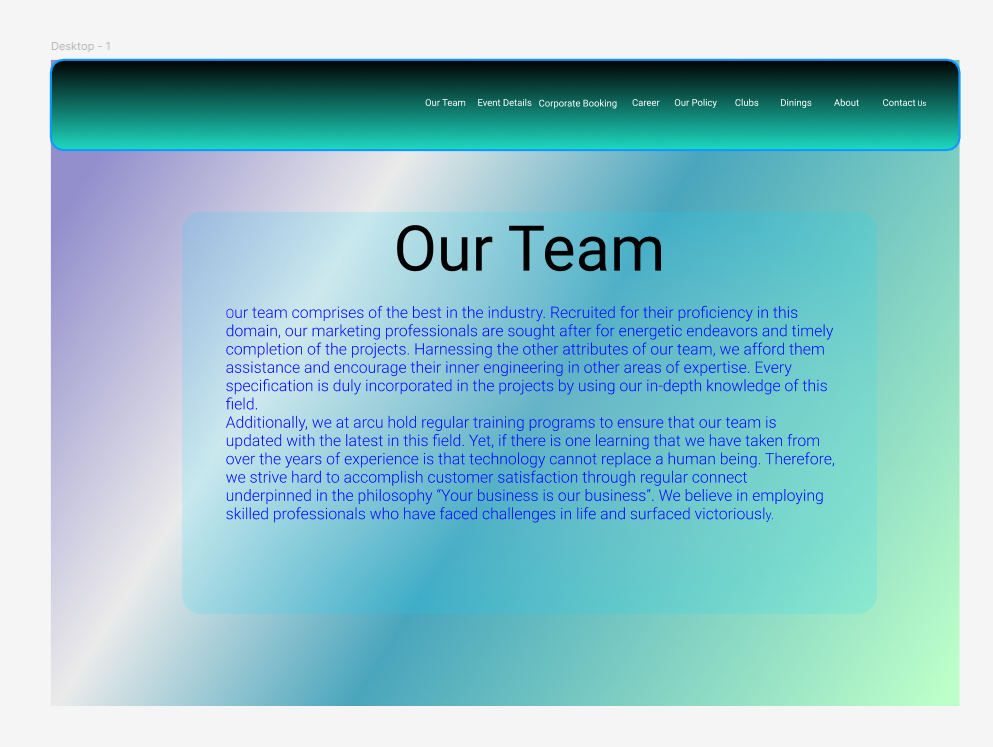 Desktop - 1
Our Team Event Details Corporate Booking Career Our Policy Clubs Dinings About Contact Us
Our Team
our team comprises of the best in the industry. Recruited for their proficiency in this
domain, our marketing professionals are sought after for energetic endeavors and timely
completion of the projects. Harnessing the other attributes of our team, we afford them
assistance and encourage their inner engineering in other areas of expertise. Every
specification is duly incorporated in the projects by using our in-depth knowledge of this
field.
Additionally, we at arcu hold regular training programs to ensure that our team is
updated with the latest in this field. Yet, if there is one learning that we have taken from
over the years of experience is that technology cannot replace a human being. Therefore,
we strive hard to accomplish customer satisfaction through regular connect
underpinned in the philosophy “Your business is our business”. We believe in employing
skilled professionals who have faced challenges in life and surfaced victoriously.